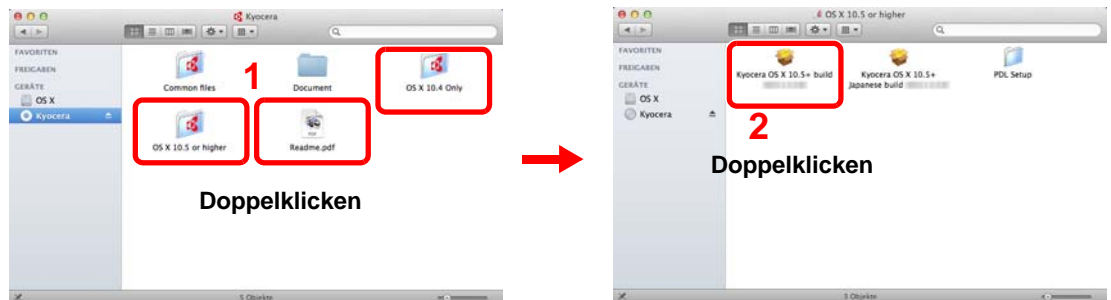 Kyocera
FAVORITEN
FREIGABEN
GERÄTE
OS X
Kyocera
Common files
1
Document
OS X 10.4 Only
OS X 10.5 or higher
Readme.pdf
Doppelklicken
5 Objekte
OS X 10.5 or higher
FAVORITEN
FREIGABEN
GERÄTE
OS X
Kyocera
Kyocera OS X 10.5+ build
Kyocera OS X 10.5+
Japanese build
PDL Setup
2
Doppelklicken
3 Objekte